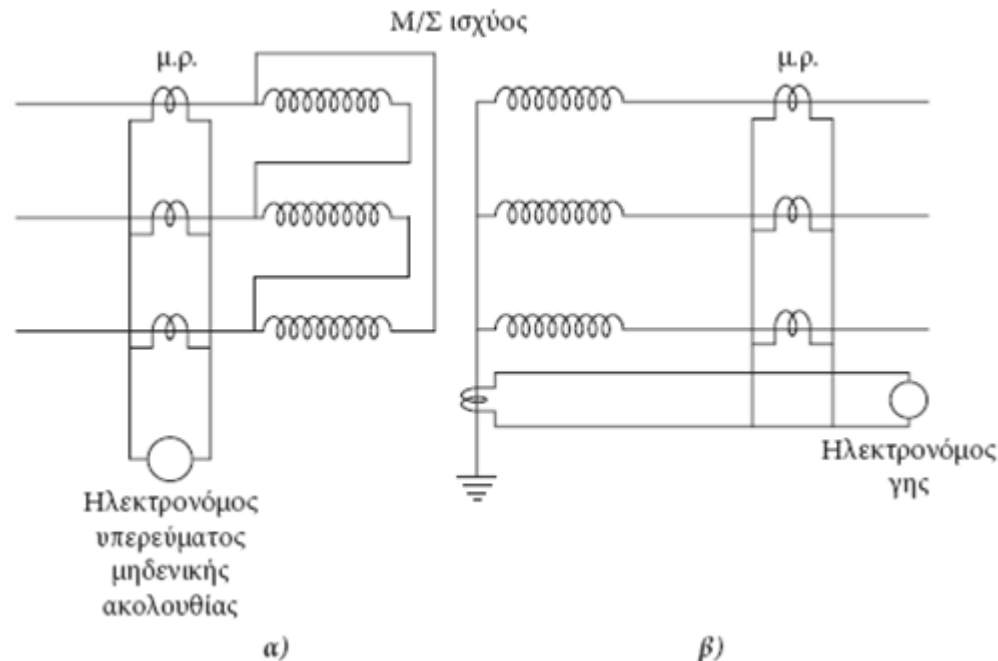 Μ/Σ ισχύος
μ.ρ.
μ.ρ.
Ηλεκτρονόμος
υπερεύματος
μηδενικής
ακολουθίας
Ηλεκτρονόμος
γης
α)
β)